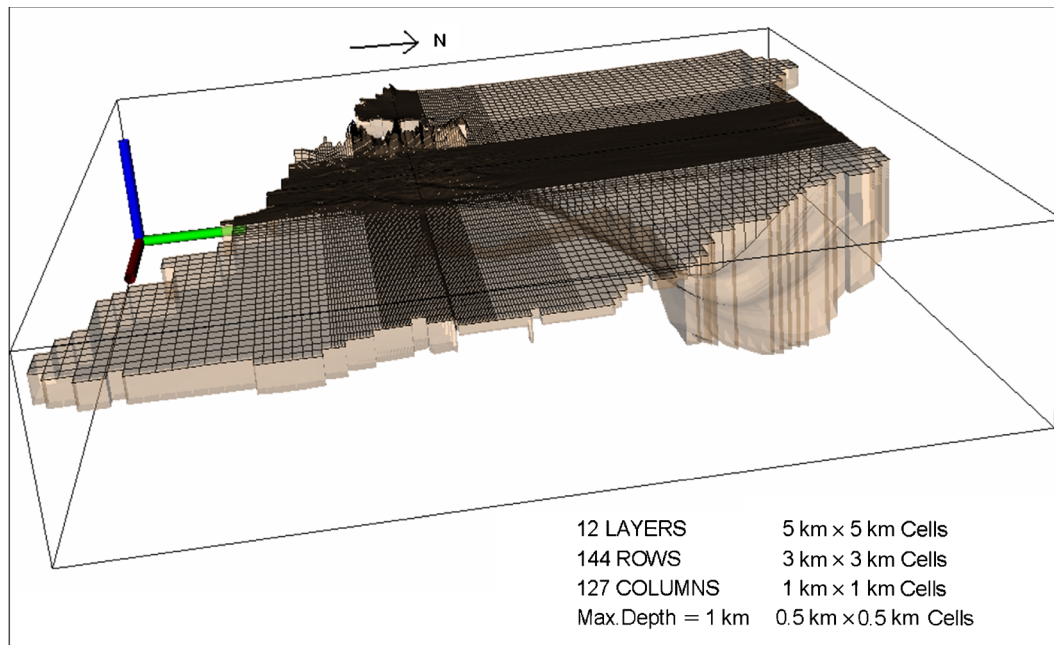 N
12 LAYERS 5 km × 5 km Cells
144 ROWS 3 km × 3 km Cells
127 COLUMNS 1 km × 1 km Cells
Max.Depth = 1 km 0.5 km ×0.5 km Cells